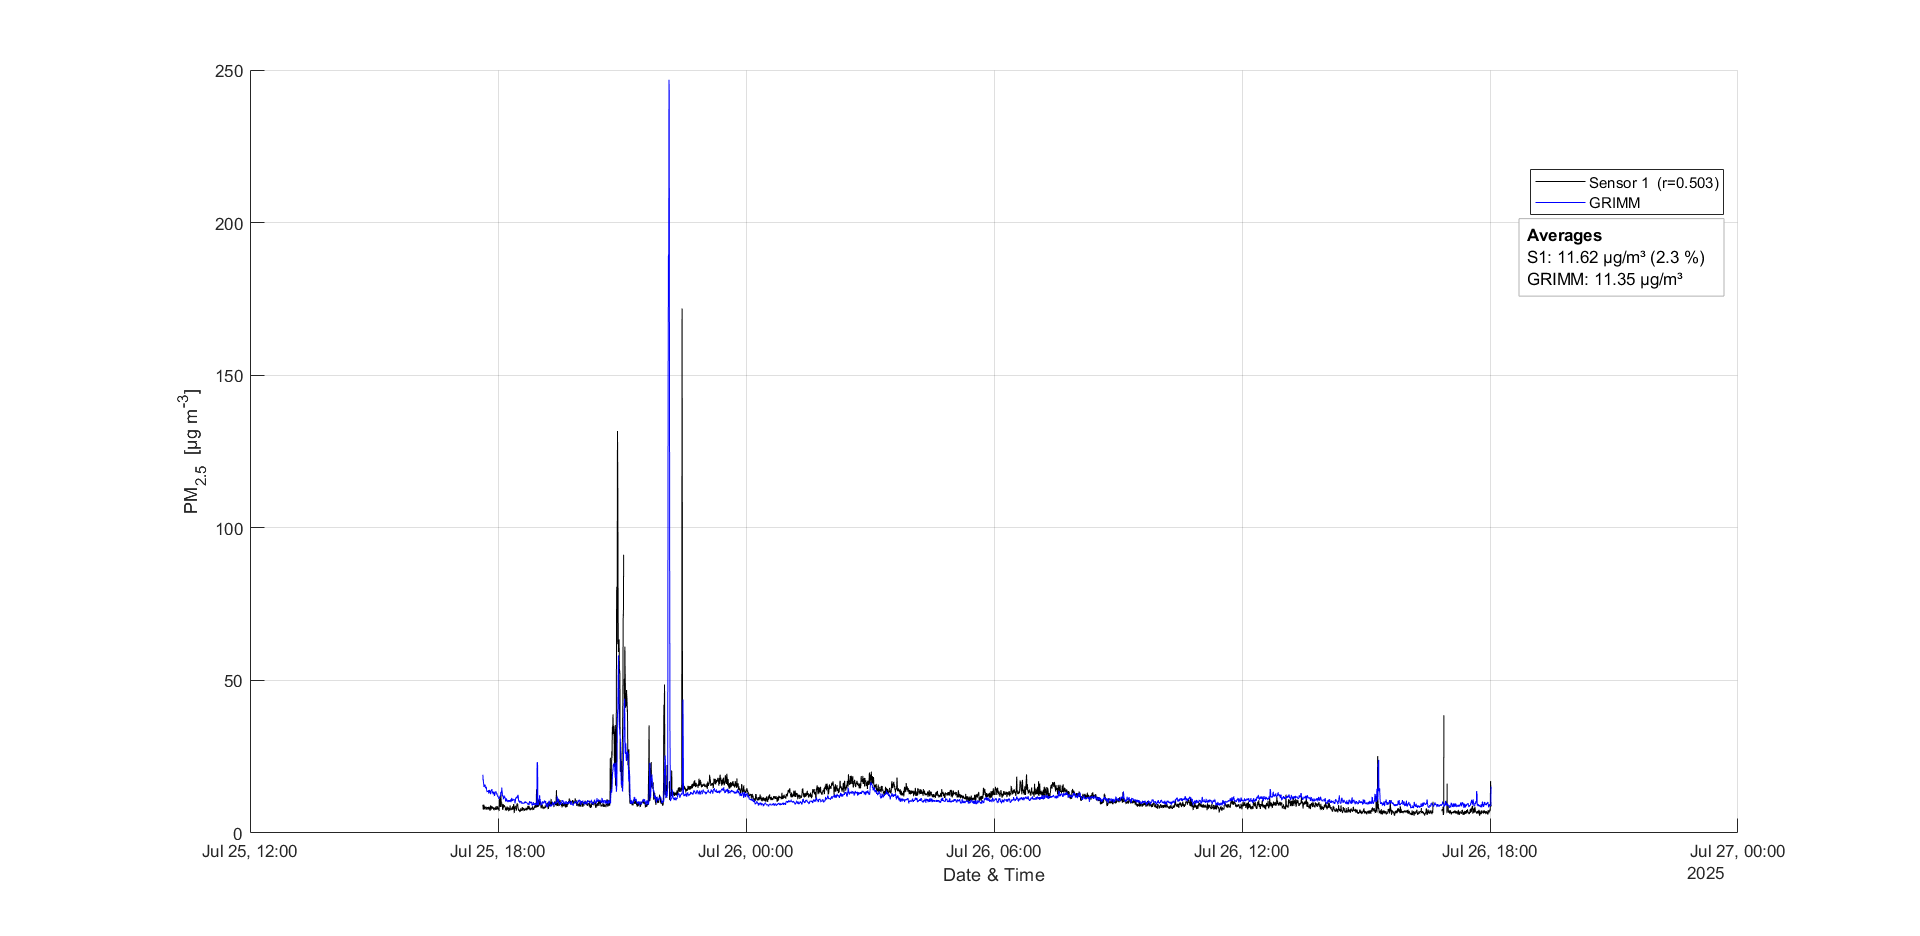 250
200
150
100
50
0
PM2.5 [µg m-3]
Sensor 1 (r=0.503)
GRIMM
Averages
S1: 11.62 µg/m³ (2.3 %)
GRIMM: 11.35 µg/m³
Jul 25, 12:00
Jul 25, 18:00
Jul 26, 00:00
Jul 26, 06:00
Jul 26, 12:00
Jul 26, 18:00
Jul 27, 00:00
Date & Time
2025